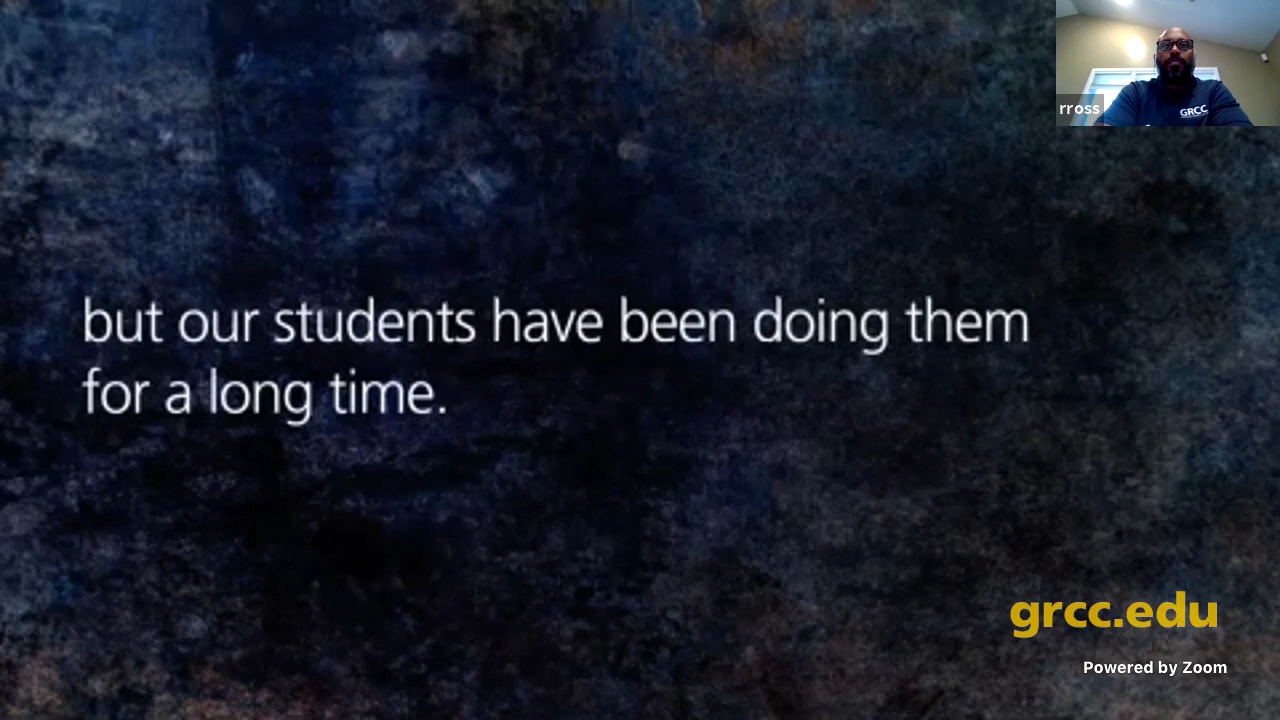 rross
GRCC
but our students have been doing them
for a long time.
grcc.edu
Powered by Zoom